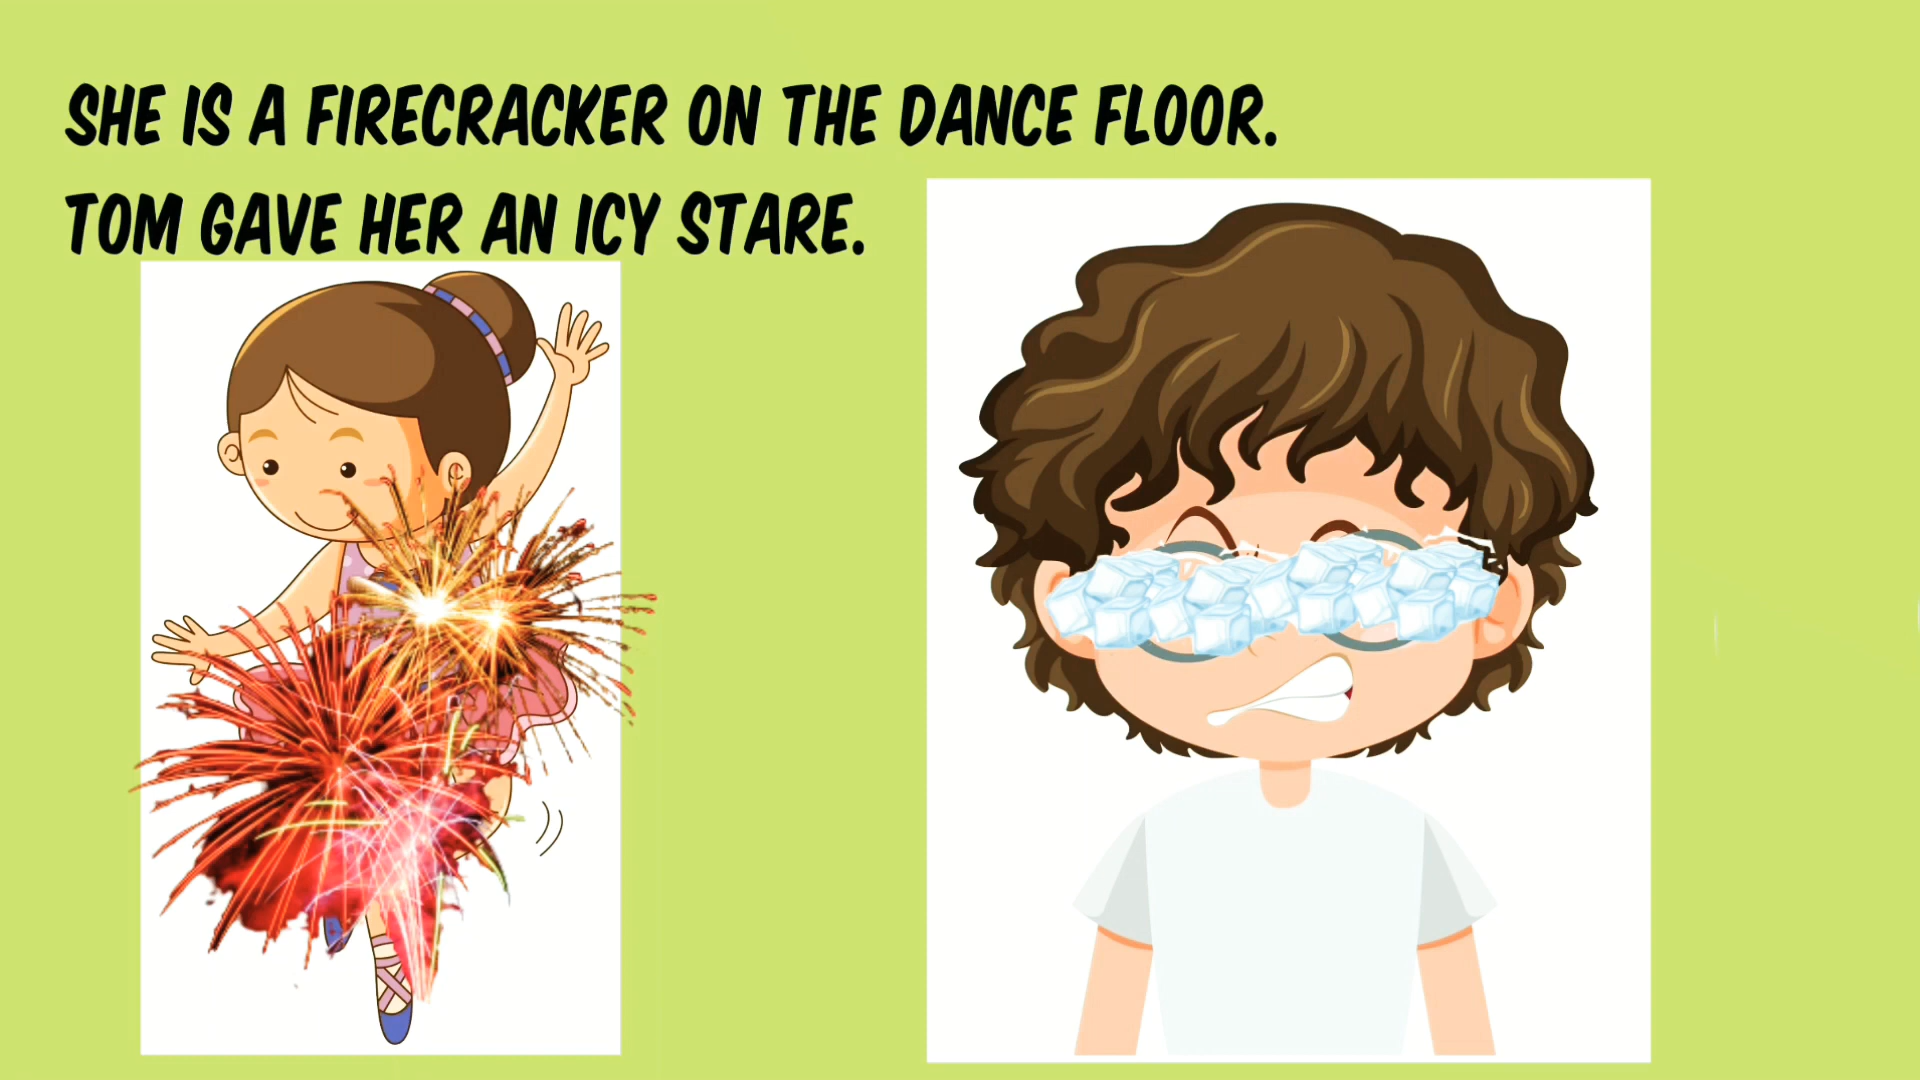 SHE IS A FIRECRACKER ON THE DANCE FLOOR.
TOM GAVE HER AN ICY STARE.